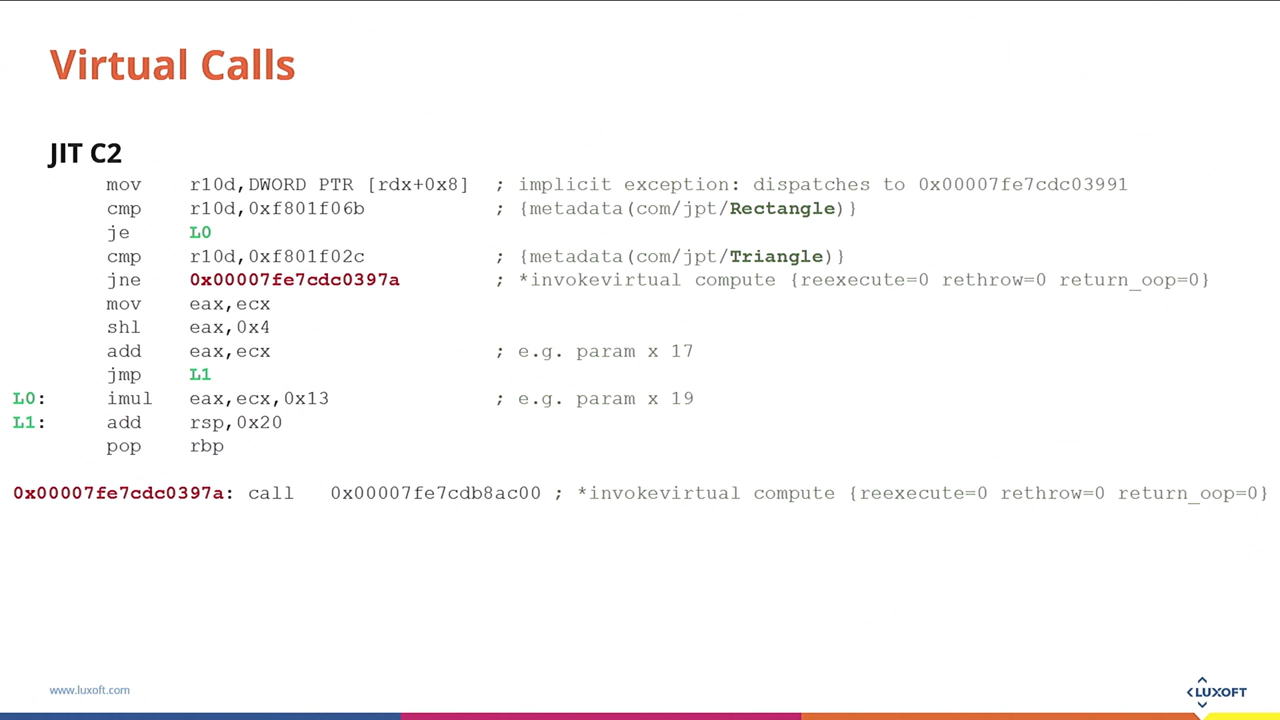 Virtual Calls
JIT C2
mov r10d,DWORD PTR [rdx+0x8] ; implicit exception: dispatches to 0x00007fe7cdc03991
cmp r10d,0xf801f06b ; {metadata(com/jpt/Rectangle)}
je L0
cmp r10d,0xf801f02c ; {metadata(com/jpt/Triangle)}
jne 0x00007fe7cdc0397a ; *invokevirtual compute {reexecute=0 rethrow=0 return_oop=0}
mov eax,ecx
shl eax,0x4
add eax,ecx ; e.g. param x 17
jmp L1
L0: imul eax,ecx,0x13 ; e.g. param x 19
L1: add rsp,0x20
pop rbp
0x00007fe7cdc0397a: call 0x00007fe7cdb8ac00 ; *invokevirtual compute {reexecute=0 rethrow=0 return_oop=0}
www.luxoft.com
LUXOFT